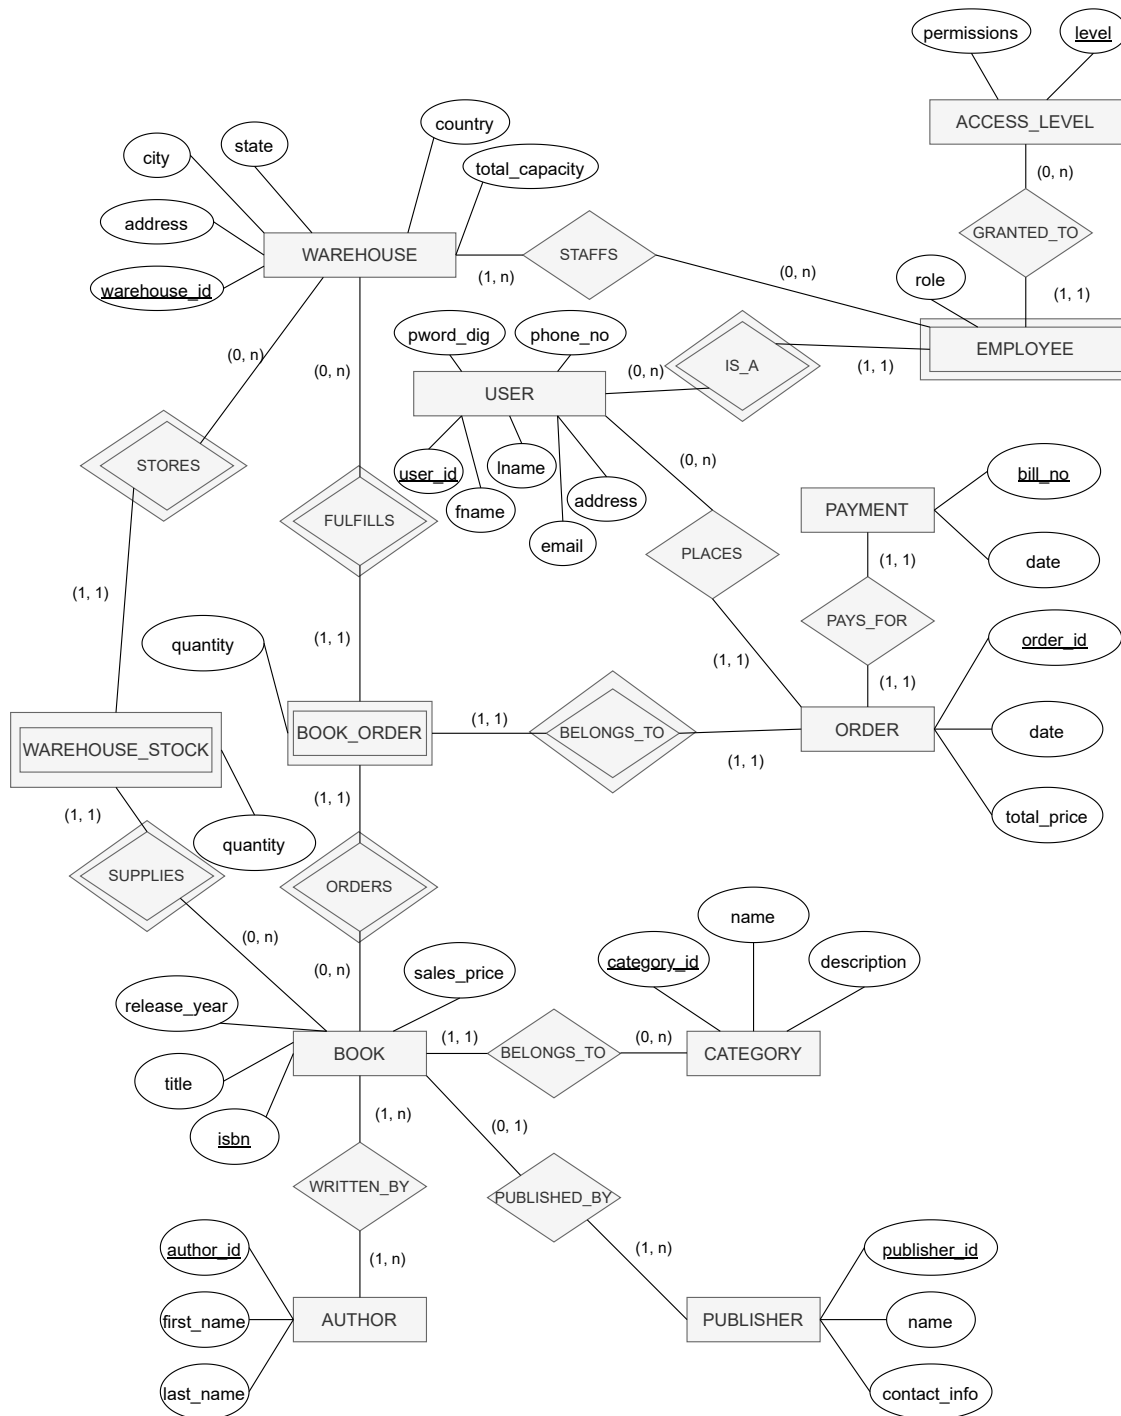 permissions
level
ACCESS_LEVEL
country
state
city
total_capacity
(0, n)
address
WAREHOUSE
STAFFS
GRANTED_TO
(1, n)
(0, n)
role
warehouse_id
(1, 1)
pword_dig
phone_no
EMPLOYEE
(0, n)
(0, n)
(0, n)
IS_A
(1, 1)
USER
STORES
user_id
lname
(0, n)
bill_no
fname
address
PAYMENT
FULFILLS
email
PLACES
(1, 1)
date
(1, 1)
PAYS_FOR
quantity
(1, 1)
order_id
(1, 1)
(1, 1)
WAREHOUSE_STOCK
BOOK_ORDER
(1, 1)
BELONGS_TO
ORDER
date
(1, 1)
(1, 1)
(1, 1)
total_price
quantity
SUPPLIES
ORDERS
name
(0, n)
(0, n)
sales_price
category_id
description
release_year
BOOK
(1, 1)
BELONGS_TO
(0, n)
CATEGORY
title
(1, n)
(0, 1)
isbn
WRITTEN_BY
PUBLISHED_BY
author_id
(1, n)
(1, n)
publisher_id
first_name
AUTHOR
PUBLISHER
name
last_name
contact_info